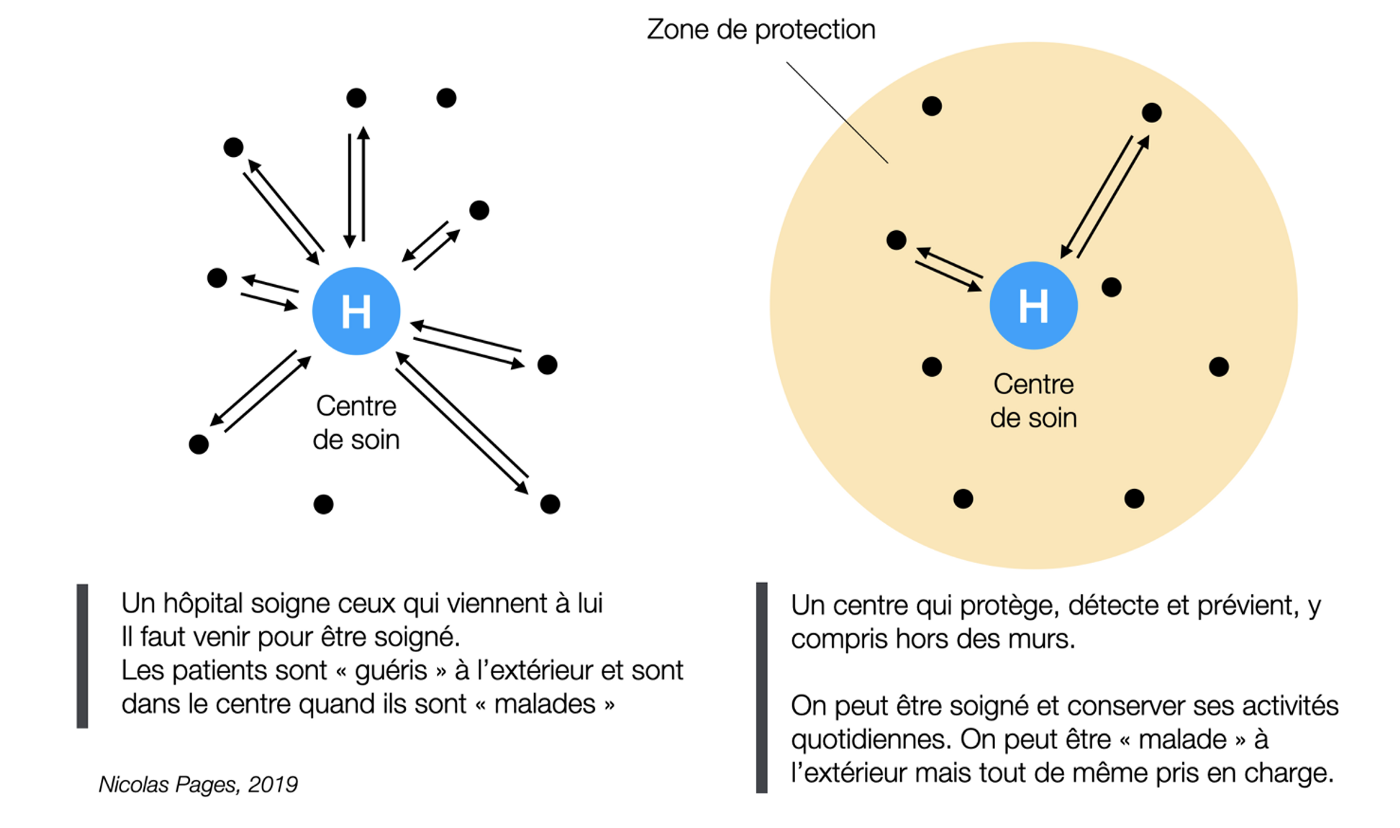 Zone de protection
H
Centre
de soin
H
Centre
de soin
Un hôpital soigne ceux qui viennent à lui
Il faut venir pour être soigné.
Les patients sont « guéris » à l’extérieur et sont
dans le centre quand ils sont « malades »
Nicolas Pages, 2019
Un centre qui protège, détecte et prévient, y
compris hors des murs.
On peut être soigné et conserver ses activités
quotidiennes. On peut être « malade » à
l’extérieur mais tout de même pris en charge.